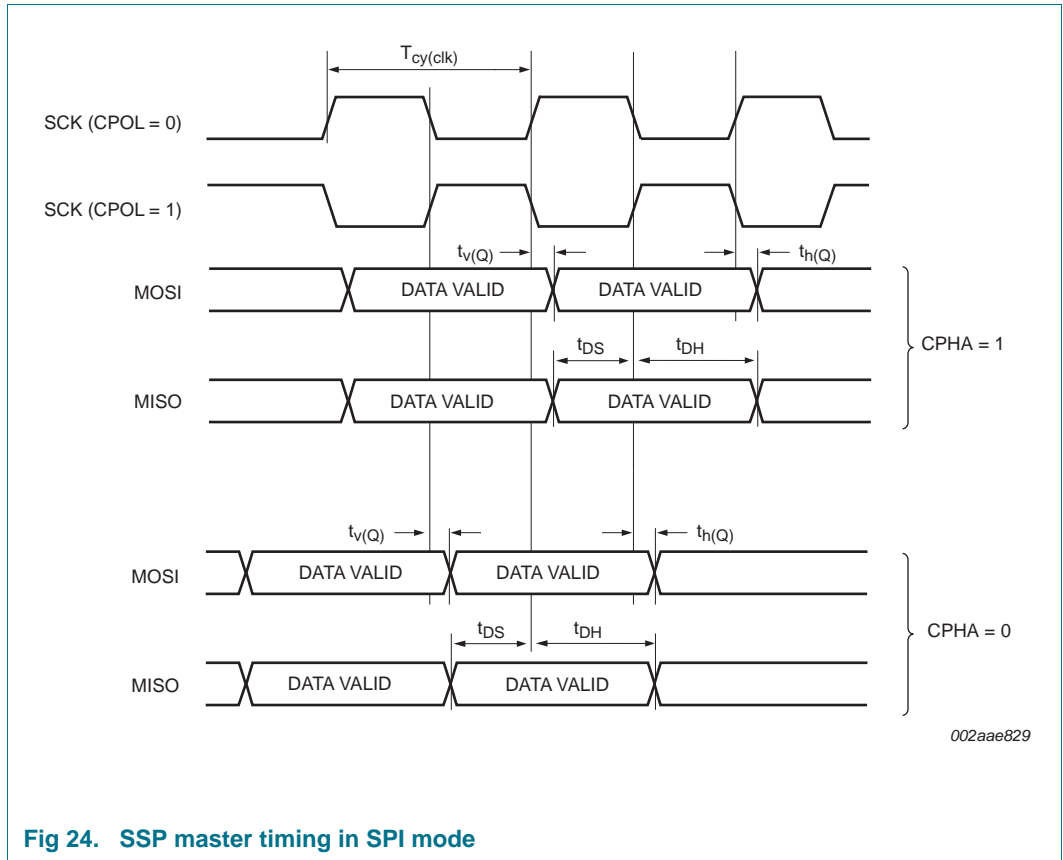 Tcy(clk)
SCK (CPOL = 0)
SCK (CPOL = 1)
tv(Q)
th(Q)
MOSI
DATA VALID
DATA VALID
tDS
tDH
CPHA = 1
MISO
DATA VALID
DATA VALID
tv(Q)
th(Q)
MOSI
DATA VALID
DATA VALID
tDS
tDH
CPHA = 0
MISO
DATA VALID
DATA VALID
002aae829
Fig 24. SSP master timing in SPI mode